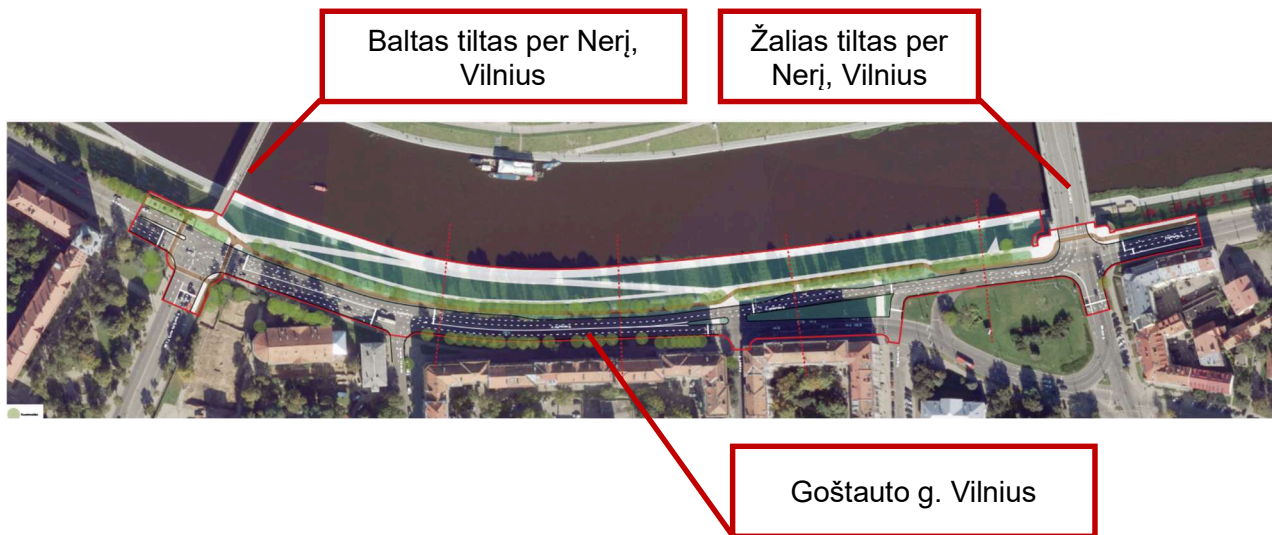 Baltas tiltas per Nerį,
Vilnius
Žalias tiltas per
Nerį, Vilnius
Goštauto g. Vilnius